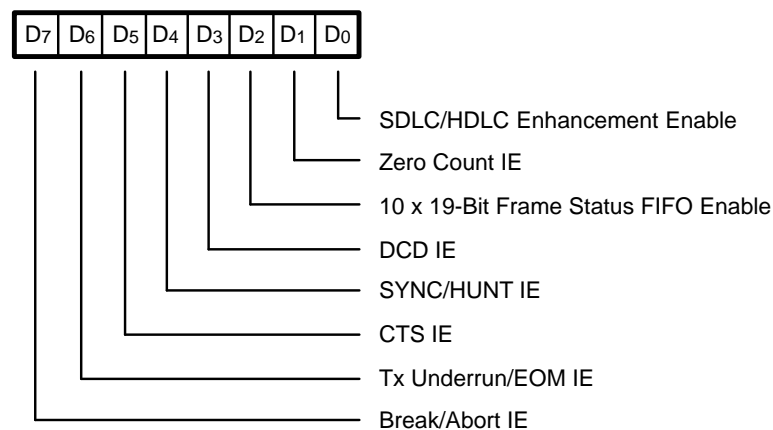 D7 D6 D5 D4 D3 D2 D1 D0
SDLC/HDLC Enhancement Enable
Zero Count IE
10 x 19-Bit Frame Status FIFO Enable
DCD IE
SYNC/HUNT IE
CTS IE
Tx Underrun/EOM IE
Break/Abort IE